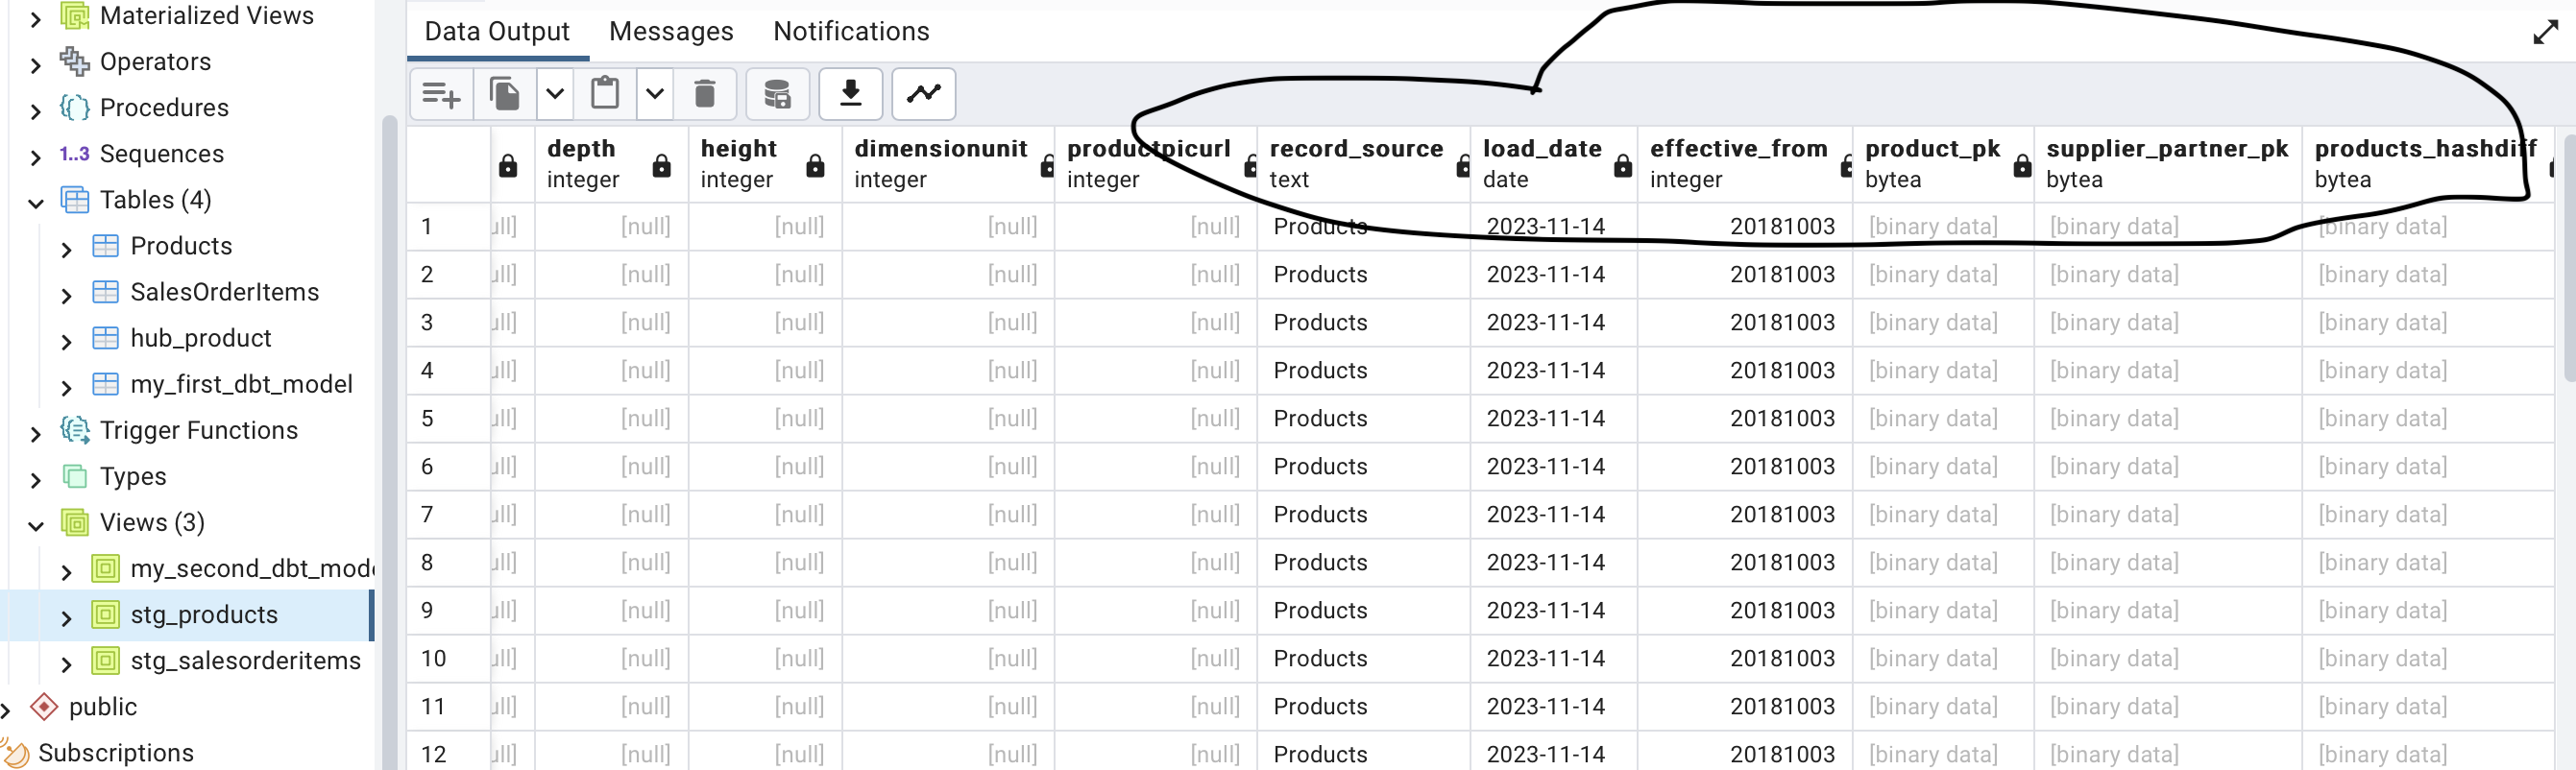 Materialized Views
Operators
Procedures
1..3 Sequences
Tables (4)
Products
SalesOrderItems
hub_product
my_first_dbt_model
Trigger Functions
Types
Views (3)
my_second_dbt_mod
stg_products
stg_salesorderitems
public
Subscriptions
Data Output Messages Notifications
depth height dimensionunit productpicurl record_source load_date effective_from product_pk supplier_partner_pk products_hashdiff
integer integer integer integer text date integer bytea bytea bytea
1 ull] [null] [null] [null] [null] Products 2023-11-14 20181003 [binary data] [binary data] [binary data]
2 ull] [null] [null] [null] [null] Products 2023-11-14 20181003 [binary data] [binary data] [binary data]
3 ull] [null] [null] [null] [null] Products 2023-11-14 20181003 [binary data] [binary data] [binary data]
4 ull] [null] [null] [null] [null] Products 2023-11-14 20181003 [binary data] [binary data] [binary data]
5 ull] [null] [null] [null] [null] Products 2023-11-14 20181003 [binary data] [binary data] [binary data]
6 ull] [null] [null] [null] [null] Products 2023-11-14 20181003 [binary data] [binary data] [binary data]
7 ull] [null] [null] [null] [null] Products 2023-11-14 20181003 [binary data] [binary data] [binary data]
8 ull] [null] [null] [null] [null] Products 2023-11-14 20181003 [binary data] [binary data] [binary data]
9 ull] [null] [null] [null] [null] Products 2023-11-14 20181003 [binary data] [binary data] [binary data]
10 ull] [null] [null] [null] [null] Products 2023-11-14 20181003 [binary data] [binary data] [binary data]
11 ull] [null] [null] [null] [null] Products 2023-11-14 20181003 [binary data] [binary data] [binary data]
12 ull] [null] [null] [null] [null] Products 2023-11-14 20181003 [binary data] [binary data] [binary data]